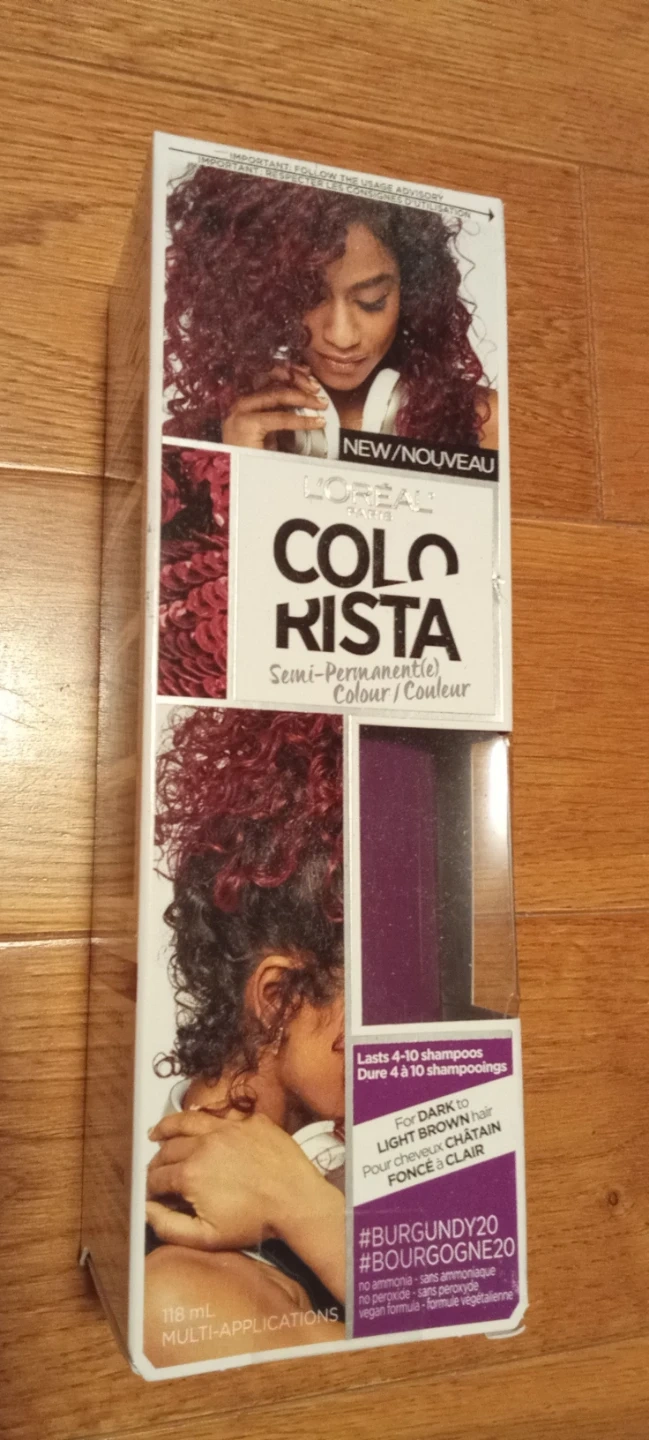 IMPORTANT: FOLLOW THE USAGE ADVISORY
IMPORTANT: RESPECTER LES CONSIGNES D'UTILISATION
NEW/NOUVEAU
L'ORÉAL
PARIS
COLO
RISTA
Semi-Permanent(e)
Colour / Couleur
Lasts 4-10 shampoos
Dure 4 à 10 shampooings
For DARK to
LIGHT BROWN hair
Pour cheveux CHÂTAIN
FONCÉ à CLAIR
#BURGUNDY20
#BOURGOGNE20
no ammonia - sans ammoniaque
no peroxide - sans peroxyde
vegan formula - formule végétalienne
118 mL
MULTI-APPLICATIONS